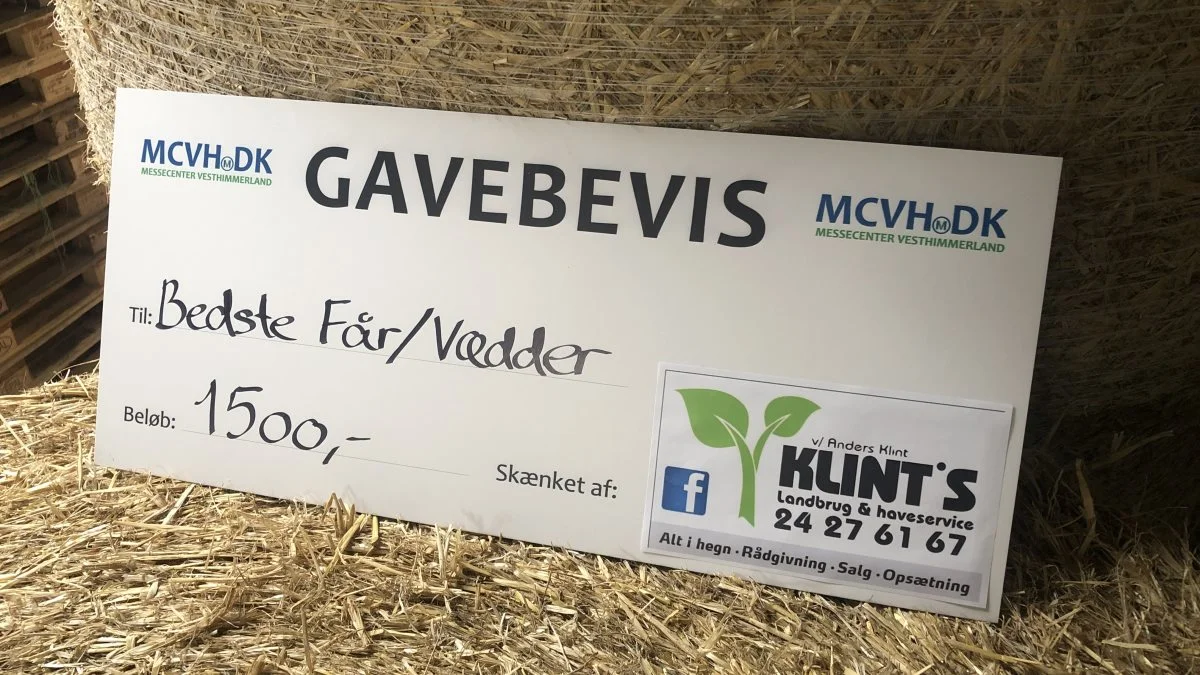 MCVH.DK
MESSECENTER VESTHIMMERLAND
GAVEBEVIS
MCVH.DK
MESSECENTER VESTHIMMERLAND
Til: Bedste Får/Vædder
Beløb: 1500,-
Skænket af:
v/ Anders Klint
KLINT'S
Landbrug & haveservice
24 27 61 67
Alt i hegn · Rådgivning · Salg · Opsætning